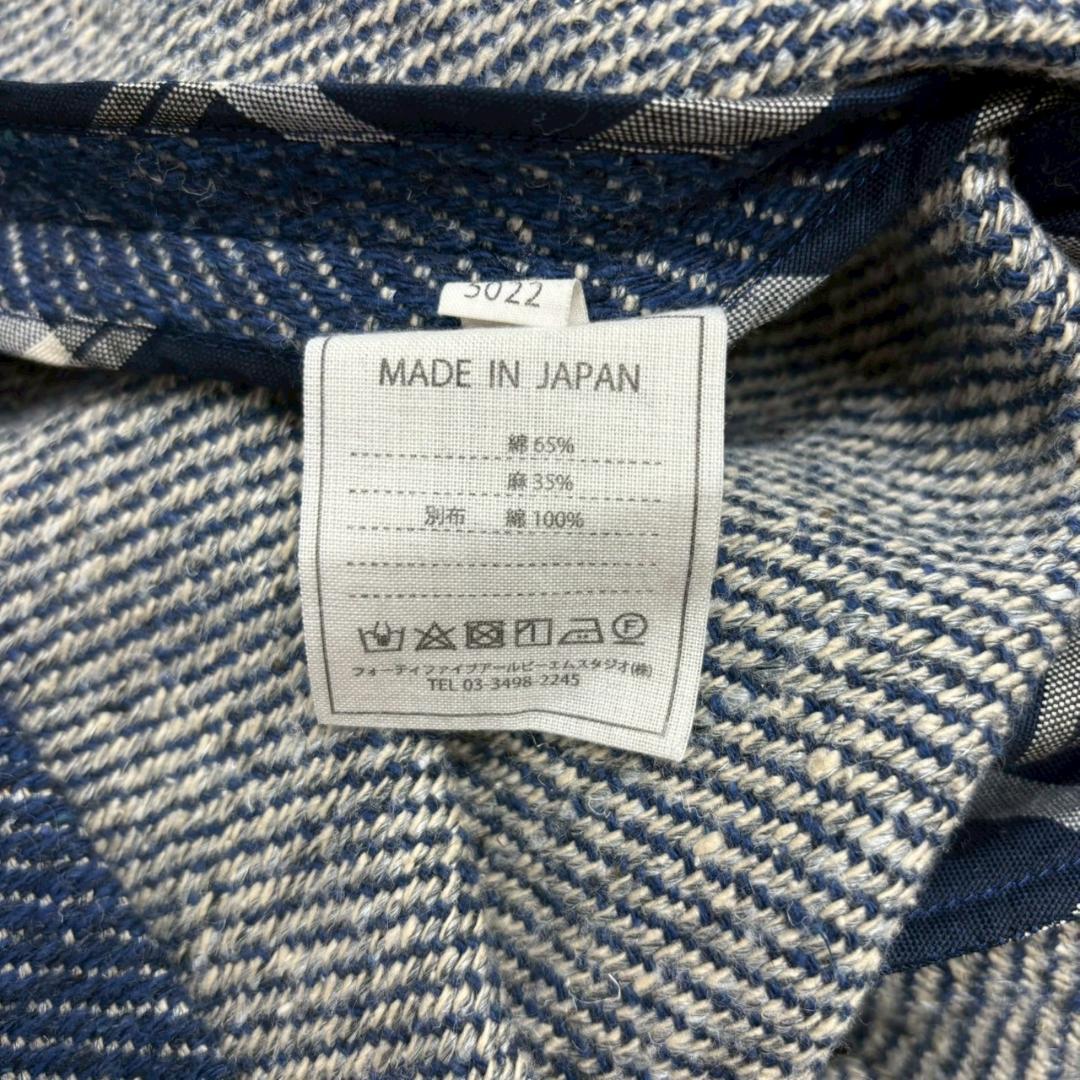 5022
MADE IN JAPAN
綿 65%
麻 35%
別布 綿 100%
F
フォーティファイブアールピーエムスタジオ(株)
TEL 03-3498-2245